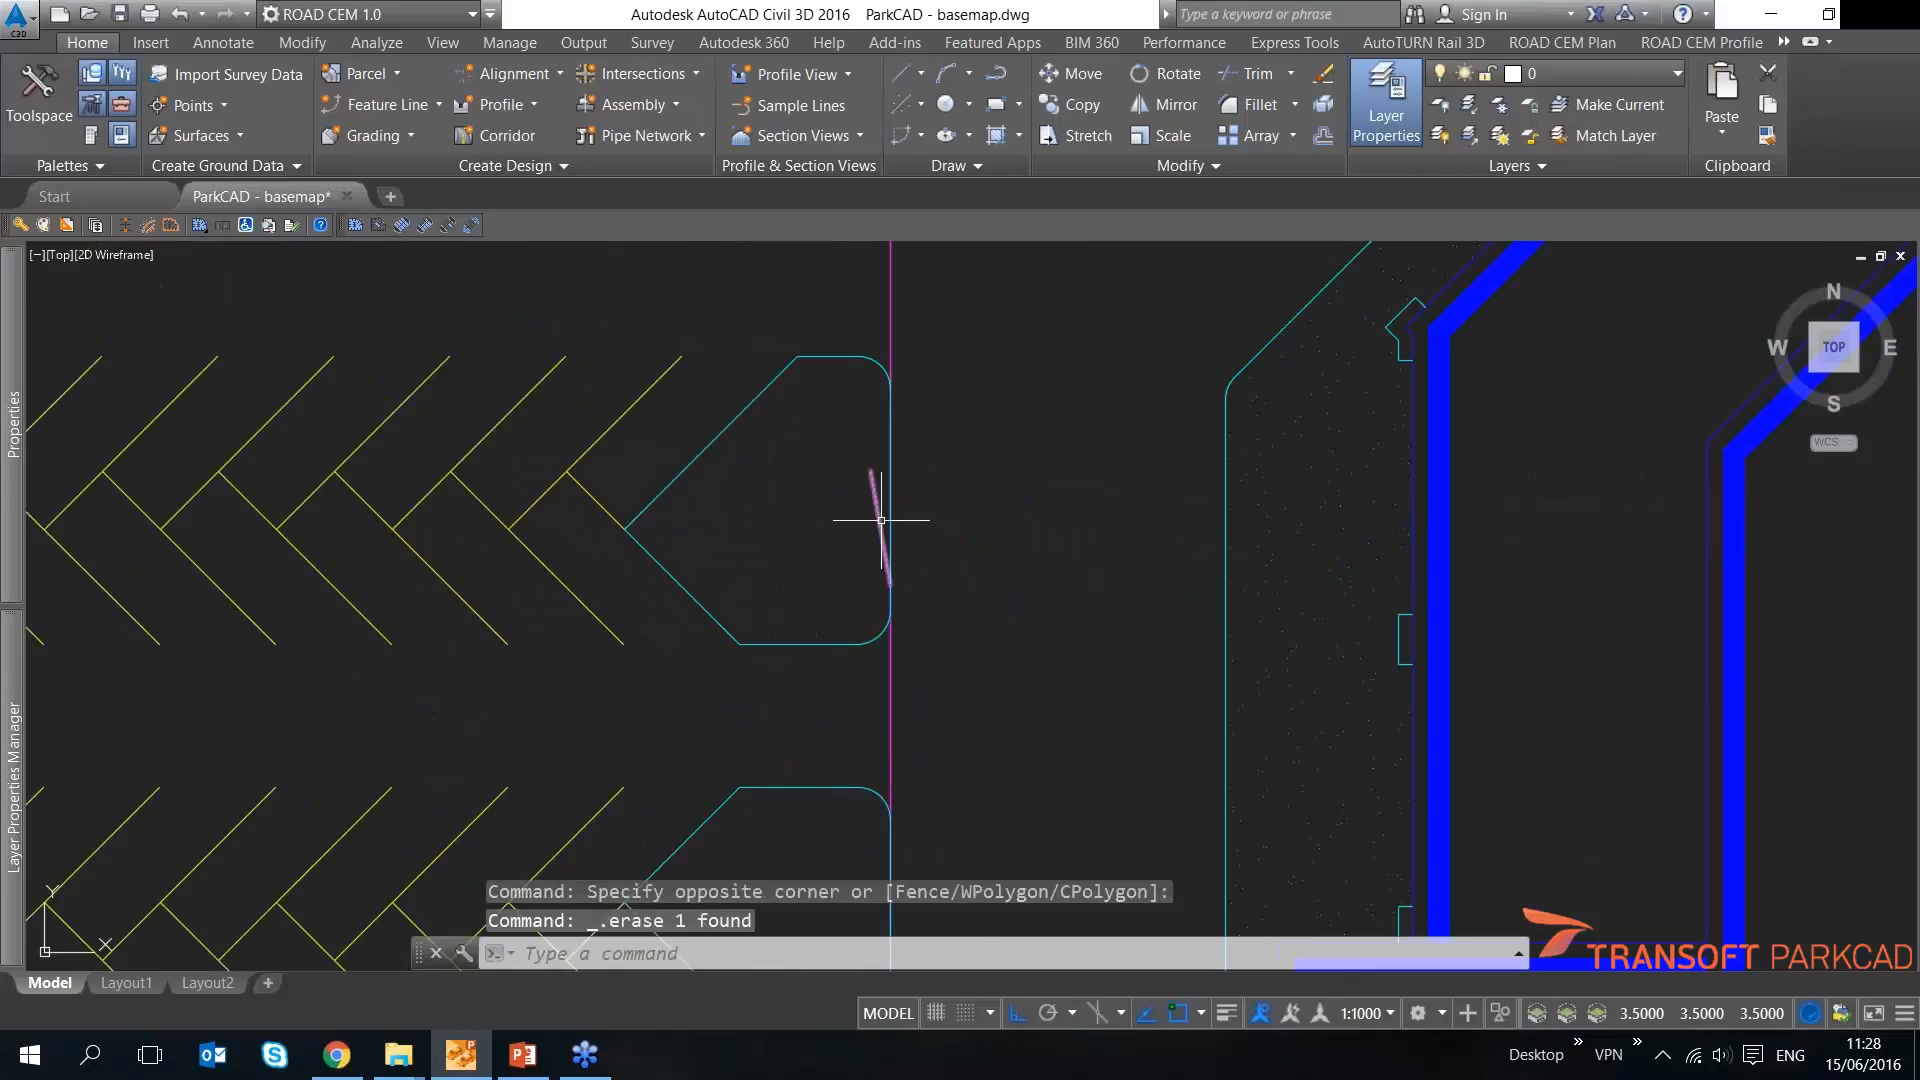 ROAD CEM 1.0
Autodesk AutoCAD Civil 3D 2016 ParkCAD - basemap.dwg
Type a keyword or phrase
Sign In
C3D
Home Insert Annotate Modify Analyze View Manage Output Survey Autodesk 360 Help Add-ins Featured Apps BIM 360 Performance Express Tools AutoTURN Rail 3D ROAD CEM Plan ROAD CEM Profile
Import Survey Data Parcel Alignment Intersections Profile View Move Rotate Trim 0
Toolspace Points Feature Line Profile Assembly Sample Lines Copy Mirror Fillet Layer Properties Make Current Paste
Surfaces Grading Corridor Pipe Network Section Views Stretch Scale Array Match Layer
Palettes Create Ground Data Create Design Profile & Section Views Draw Modify Layers Clipboard
Start ParkCAD - basemap*
[−][Top][2D Wireframe]
N
W TOP E
S
WCS
Properties
Layer Properties Manager
Y
X
Command: Specify opposite corner or [Fence/WPolygon/CPolygon]:
Command: _.erase 1 found
Type a command
TRANSOFT PARKCAD
Model Layout1 Layout2
MODEL 1:1000 3.5000 3.5000 3.5000
Desktop VPN ENG 11:28
15/06/2016